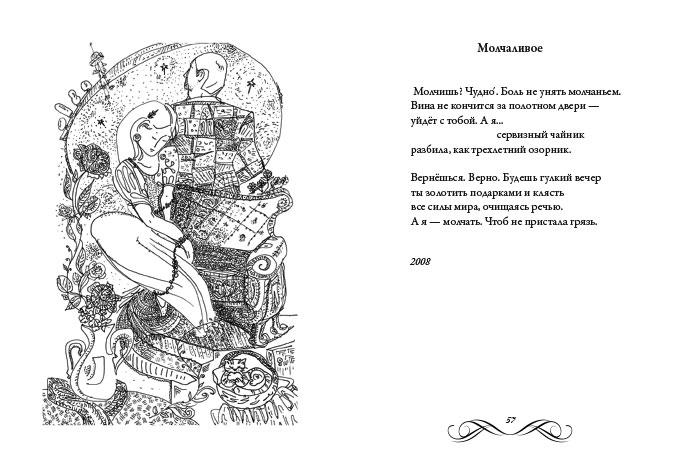 Молчаливое
Молчишь? Чудно́. Боль не унять молчаньем.
Вина не кончится за полотном двери —
уйдёт с тобой. А я...
сервизный чайник
разбила, как трехлетний озорник.
Вернёшься. Верно. Будешь гулкий вечер
ты золотить подарками и клясть
все силы мира, очищаясь речью.
А я — молчать. Чтоб не пристала грязь.
2008
57